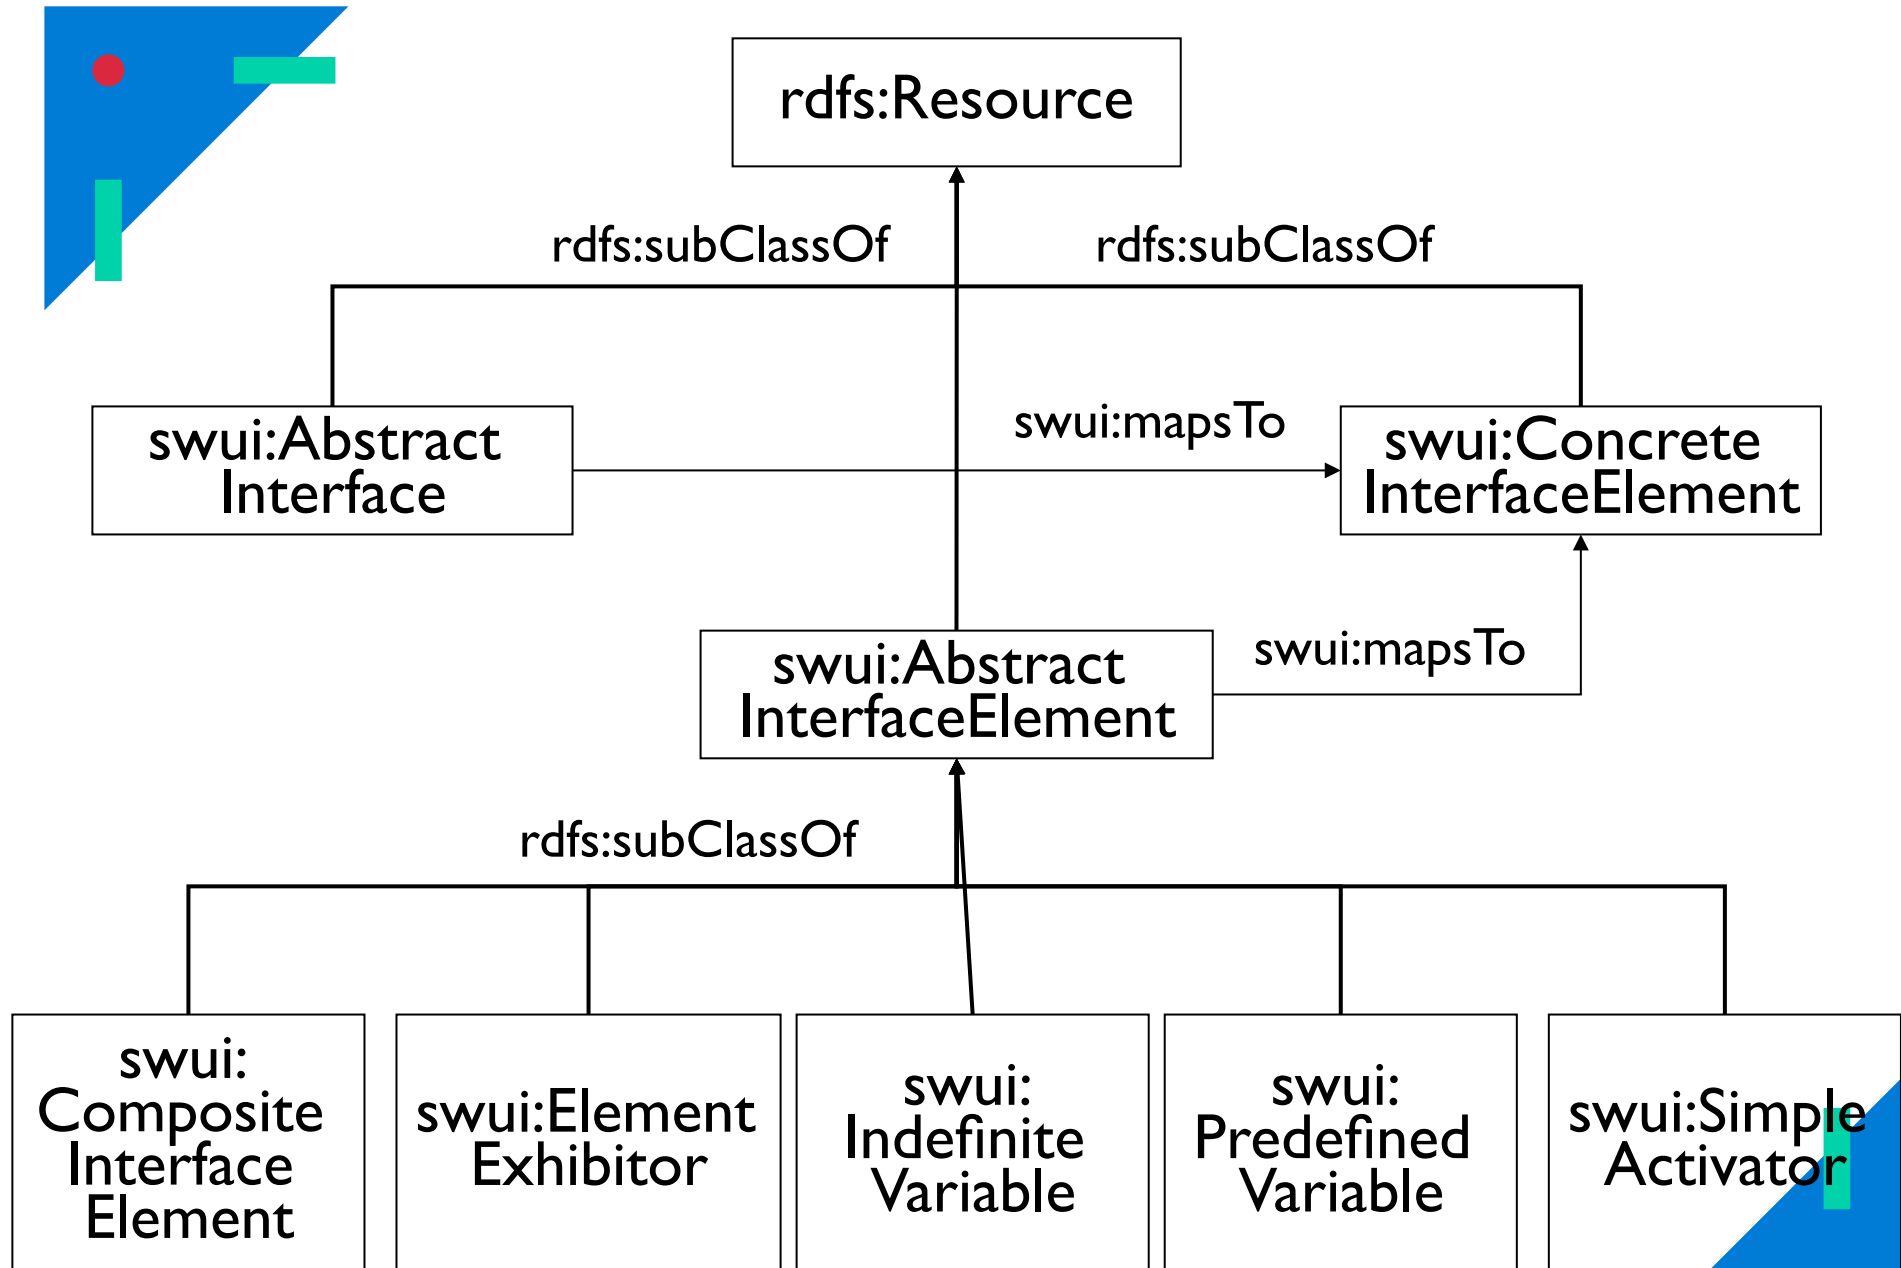 rdfs:Resource
rdfs:subClassOf
rdfs:subClassOf
swui:Abstract
Interface
swui:mapsTo
swui:Concrete
InterfaceElement
swui:Abstract
InterfaceElement
swui:mapsTo
rdfs:subClassOf
swui:
Composite
Interface
Element
swui:Element
Exhibitor
swui:
Indefinite
Variable
swui:
Predefined
Variable
swui:Simple
Activator